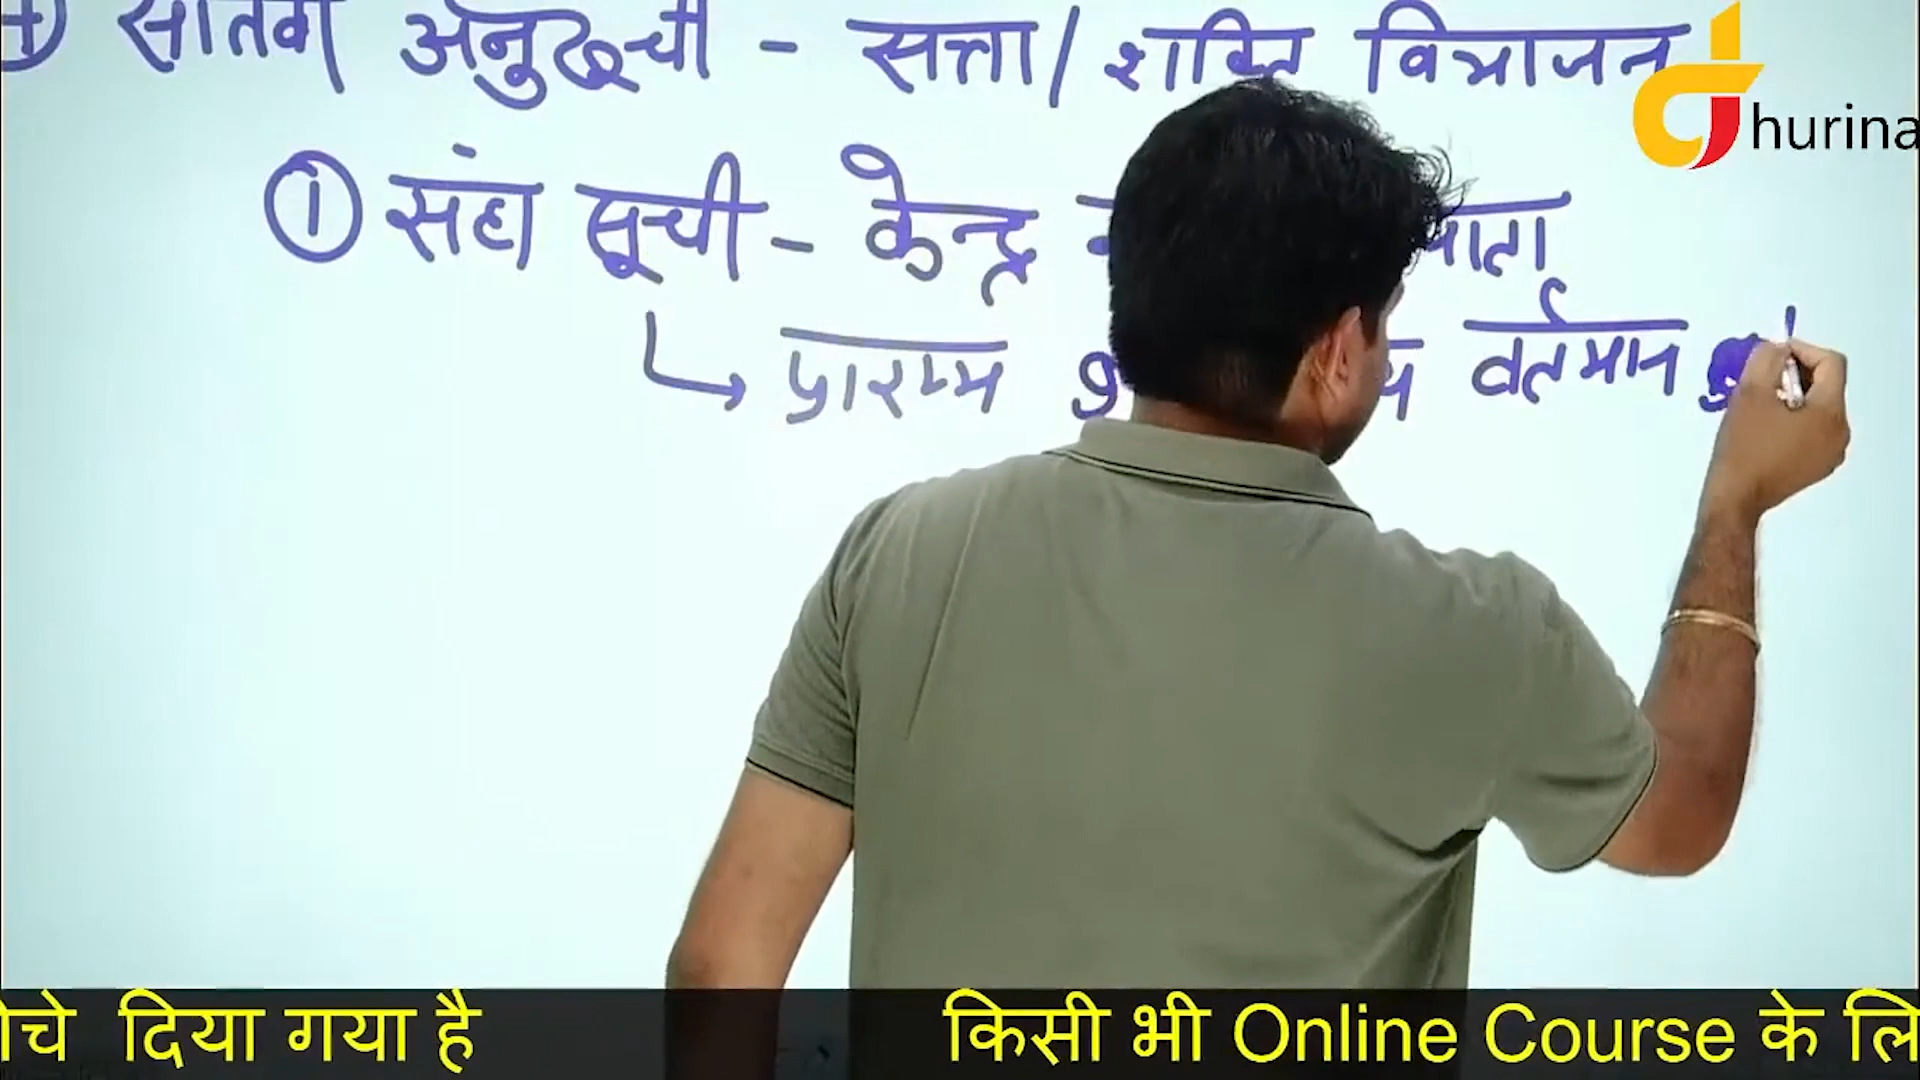 सातवीं अनुसूची - सत्ता/ शक्ति विभाजन
hurina
① संघ सूची - केन्द्र
↳ प्रारम्भ वर्तमान
दिया गया है किसी भी Online Course के लि